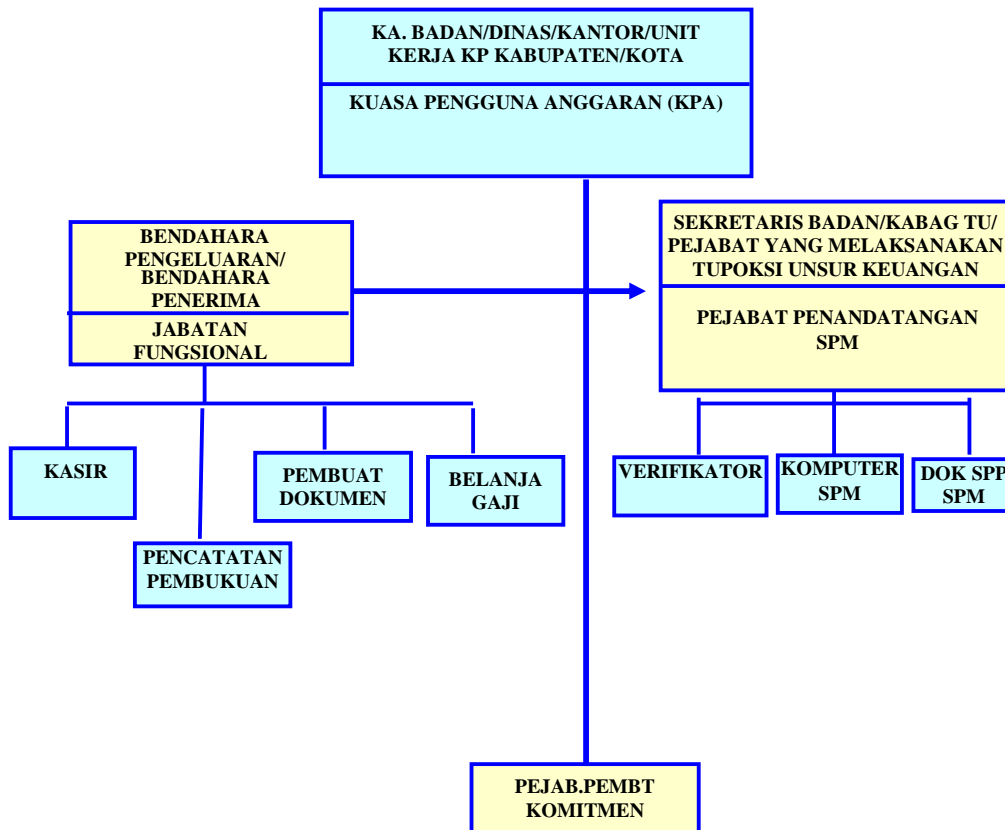 KA. BADAN/DINAS/KANTOR/UNIT
KERJA KP KABUPATEN/KOTA
KUASA PENGGUNA ANGGARAN (KPA)
BENDAHARA
PENGELUARAN/
BENDAHARA
PENERIMA
JABATAN
FUNGSIONAL
SEKRETARIS BADAN/KABAG TU/
PEJABAT YANG MELAKSANAKAN
TUPOKSI UNSUR KEUANGAN
PEJABAT PENANDATANGAN
SPM
KASIR
PENCATATAN
PEMBUKUAN
PEMBUAT
DOKUMEN
BELANJA
GAJI
VERIFIKATOR
KOMPUTER
SPM
DOK SPP
SPM
PEJAB.PEMBT
KOMITMEN